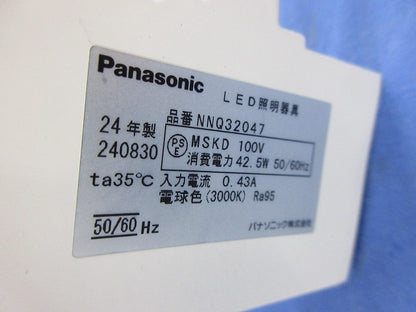 Panasonic LED照明器具
品番 NNQ32047
24年製
240830
PSE MSKD 100V
消費電力 42.5W 50/60Hz
ta35℃ 入力電流 0.43A
電球色(3000K) Ra95
50/60 Hz
パナソニック株式会社